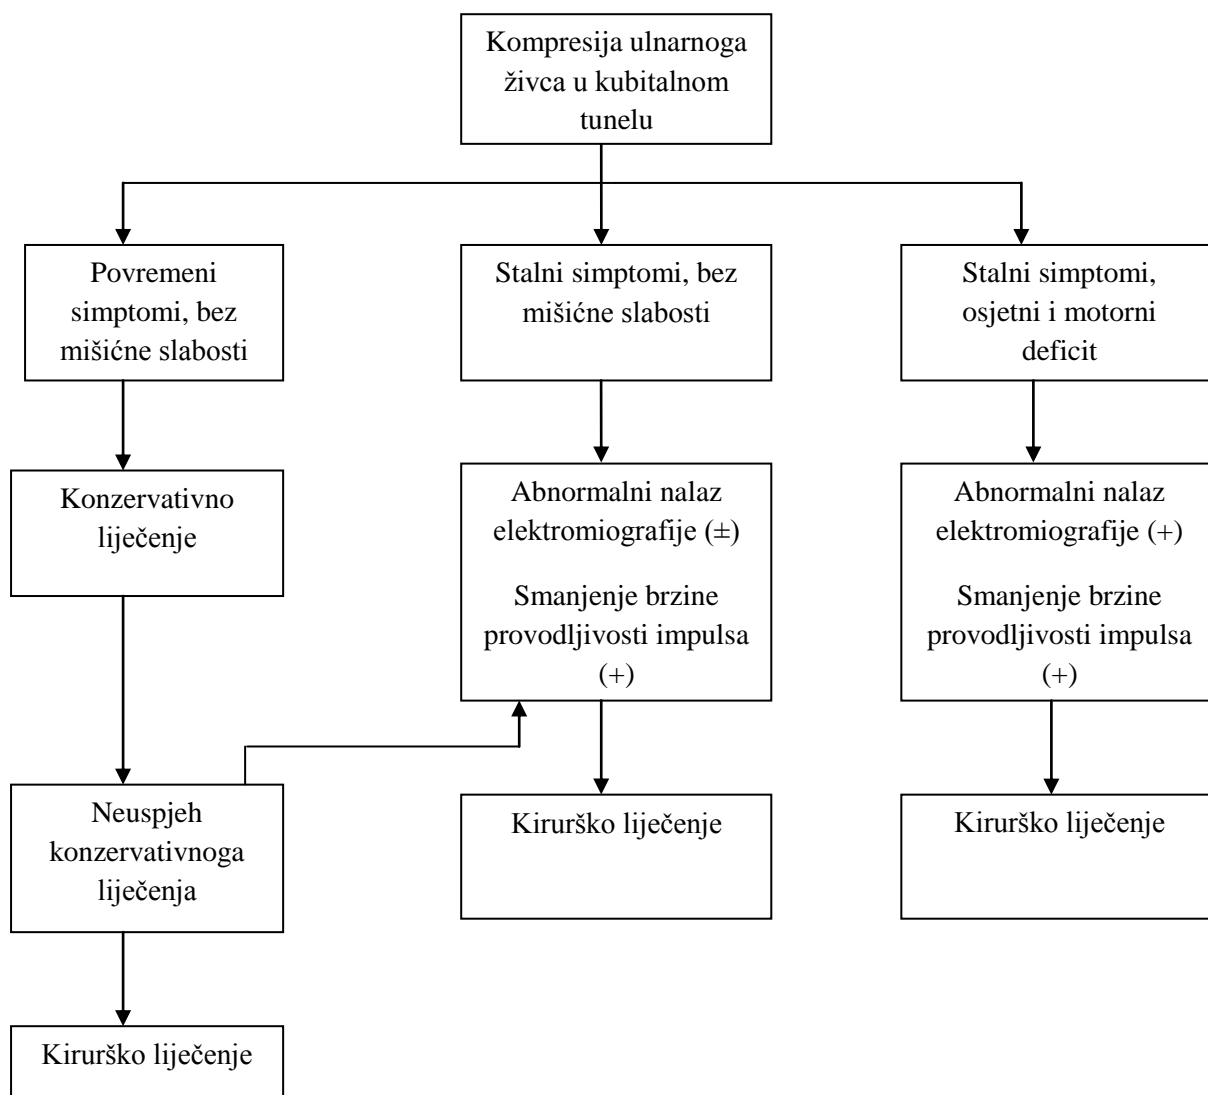 Kompresija ulnarnoga
živca u kubitalnom
tunelu
Povremeni
simptomi, bez
mišićne slabosti
Stalni simptomi, bez
mišićne slabosti
Stalni simptomi,
osjetni i motorni
deficit
Konzervativno
liječenje
Abnormalni nalaz
elektromiografije (±)
Smanjenje brzine
provodljivosti impulsa
(+)
Abnormalni nalaz
elektromiografije (+)
Smanjenje brzine
provodljivosti impulsa
(+)
Neuspjeh
konzervativnoga
liječenja
Kirurško liječenje
Kirurško liječenje
Kirurško liječenje